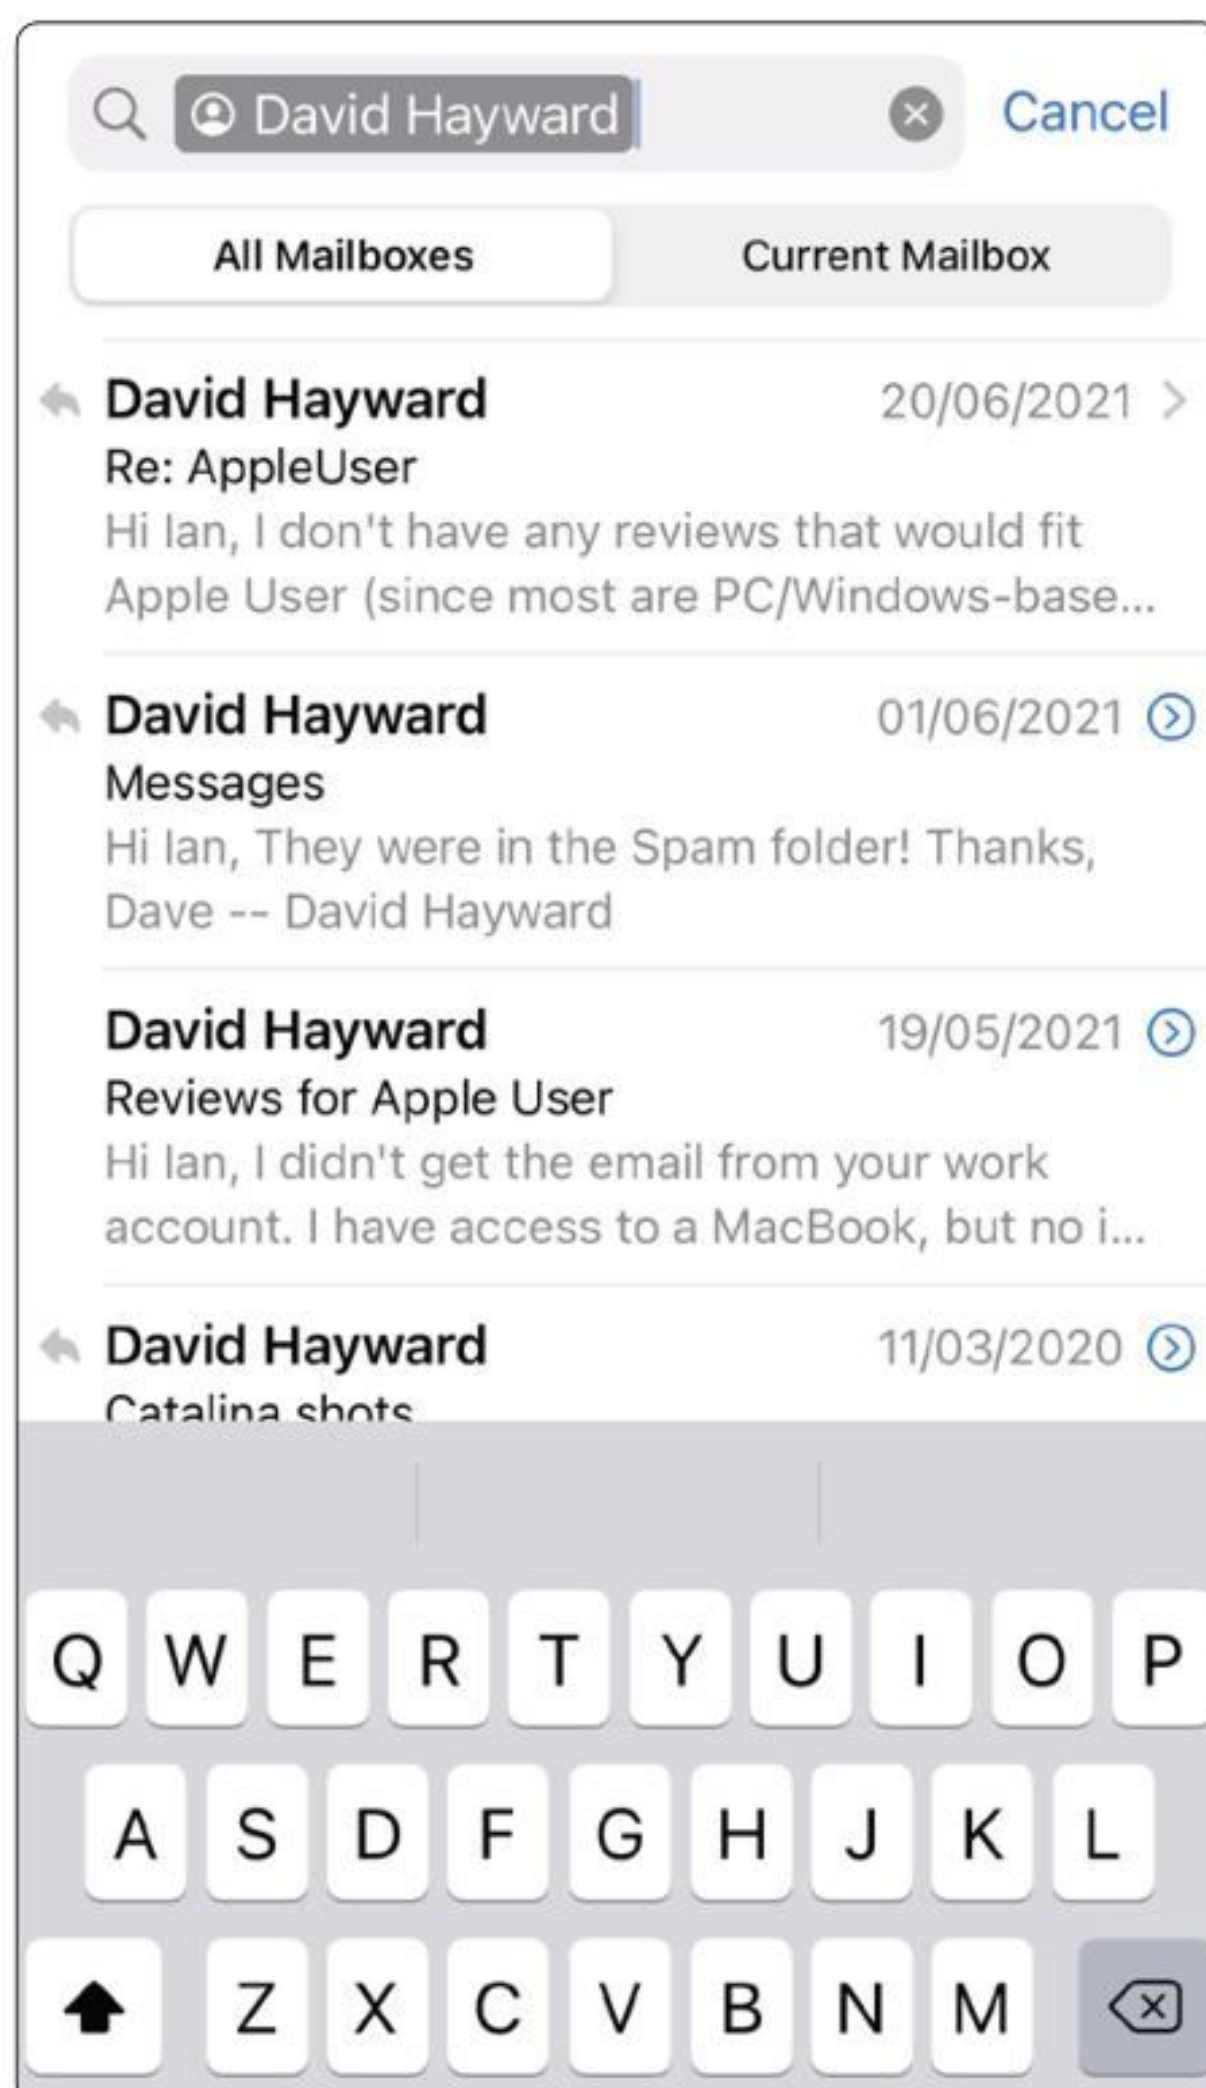 David Hayward Cancel
All Mailboxes Current Mailbox
David Hayward 20/06/2021
Re: AppleUser
Hi Ian, I don't have any reviews that would fit
Apple User (since most are PC/Windows-base...
David Hayward 01/06/2021
Messages
Hi Ian, They were in the Spam folder! Thanks,
Dave -- David Hayward
David Hayward 19/05/2021
Reviews for Apple User
Hi Ian, I didn't get the email from your work
account. I have access to a MacBook, but no i...
David Hayward 11/03/2020
Catalina shots
Q W E R T Y U I O P
A S D F G H J K L
Z X C V B N M